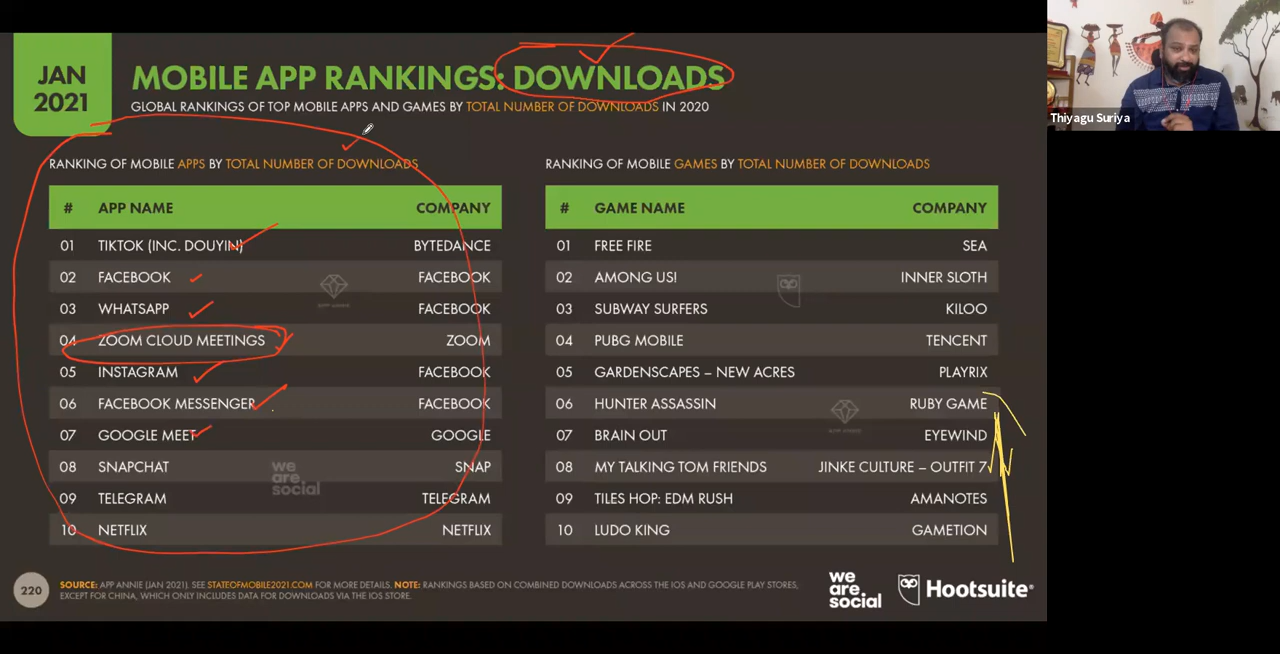 JAN
2021
MOBILE APP RANKINGS: DOWNLOADS
GLOBAL RANKINGS OF TOP MOBILE APPS AND GAMES BY TOTAL NUMBER OF DOWNLOADS IN 2020
Thiyagu Suriya
RANKING OF MOBILE APPS BY TOTAL NUMBER OF DOWNLOADS
# APP NAME COMPANY
01 TIKTOK (INC. DOUYIN) BYTEDANCE
02 FACEBOOK FACEBOOK
03 WHATSAPP FACEBOOK
04 ZOOM CLOUD MEETINGS ZOOM
05 INSTAGRAM FACEBOOK
06 FACEBOOK MESSENGER FACEBOOK
07 GOOGLE MEET GOOGLE
08 SNAPCHAT SNAP
09 TELEGRAM TELEGRAM
10 NETFLIX NETFLIX
we
are
social
RANKING OF MOBILE GAMES BY TOTAL NUMBER OF DOWNLOADS
# GAME NAME COMPANY
01 FREE FIRE SEA
02 AMONG US! INNER SLOTH
03 SUBWAY SURFERS KILOO
04 PUBG MOBILE TENCENT
05 GARDENSCAPES – NEW ACRES PLAYRIX
06 HUNTER ASSASSIN RUBY GAME
07 BRAIN OUT EYEWIND
08 MY TALKING TOM FRIENDS JINKE CULTURE – OUTFIT 7
09 TILES HOP: EDM RUSH AMANOTES
10 LUDO KING GAMETION
220
SOURCE: APP ANNIE (JAN 2021). SEE STATEOFMOBILE2021.COM FOR MORE DETAILS. NOTE: RANKINGS BASED ON COMBINED DOWNLOADS ACROSS THE IOS AND GOOGLE PLAY STORES,
EXCEPT FOR CHINA, WHICH ONLY INCLUDES DATA FOR DOWNLOADS VIA THE IOS STORE.
we
are
social
Hootsuite®